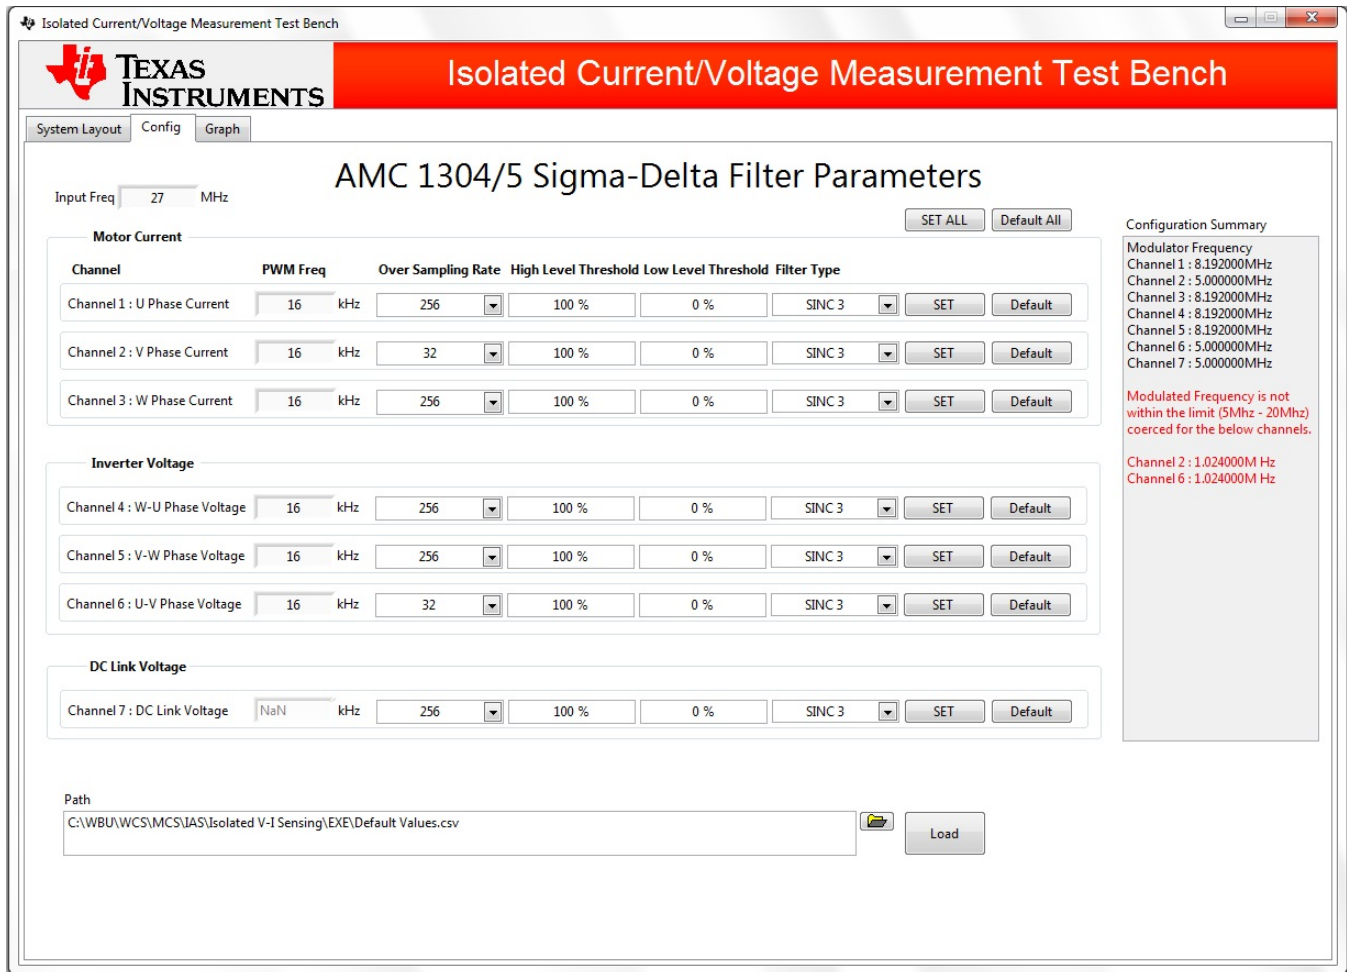 Isolated Current/Voltage Measurement Test Bench
TEXAS INSTRUMENTS
Isolated Current/Voltage Measurement Test Bench
System Layout Config Graph
AMC 1304/5 Sigma-Delta Filter Parameters
Input Freq 27 MHz
SET ALL Default All
Motor Current
Channel PWM Freq Over Sampling Rate High Level Threshold Low Level Threshold Filter Type
Channel 1 : U Phase Current 16 kHz 256 100 % 0 % SINC 3 SET Default
Channel 2 : V Phase Current 16 kHz 32 100 % 0 % SINC 3 SET Default
Channel 3 : W Phase Current 16 kHz 256 100 % 0 % SINC 3 SET Default
Inverter Voltage
Channel 4 : W-U Phase Voltage 16 kHz 256 100 % 0 % SINC 3 SET Default
Channel 5 : V-W Phase Voltage 16 kHz 256 100 % 0 % SINC 3 SET Default
Channel 6 : U-V Phase Voltage 16 kHz 32 100 % 0 % SINC 3 SET Default
DC Link Voltage
Channel 7 : DC Link Voltage NaN kHz 256 100 % 0 % SINC 3 SET Default
Configuration Summary
Modulator Frequency
Channel 1 : 8.192000MHz
Channel 2 : 5.000000MHz
Channel 3 : 8.192000MHz
Channel 4 : 8.192000MHz
Channel 5 : 8.192000MHz
Channel 6 : 5.000000MHz
Channel 7 : 5.000000MHz
Modulated Frequency is not
within the limit (5Mhz - 20Mhz)
coerced for the below channels.
Channel 2 : 1.024000M Hz
Channel 6 : 1.024000M Hz
Path
C:\WBU\WCS\MCS\IAS\Isolated V-I Sensing\EXE\Default Values.csv
Load